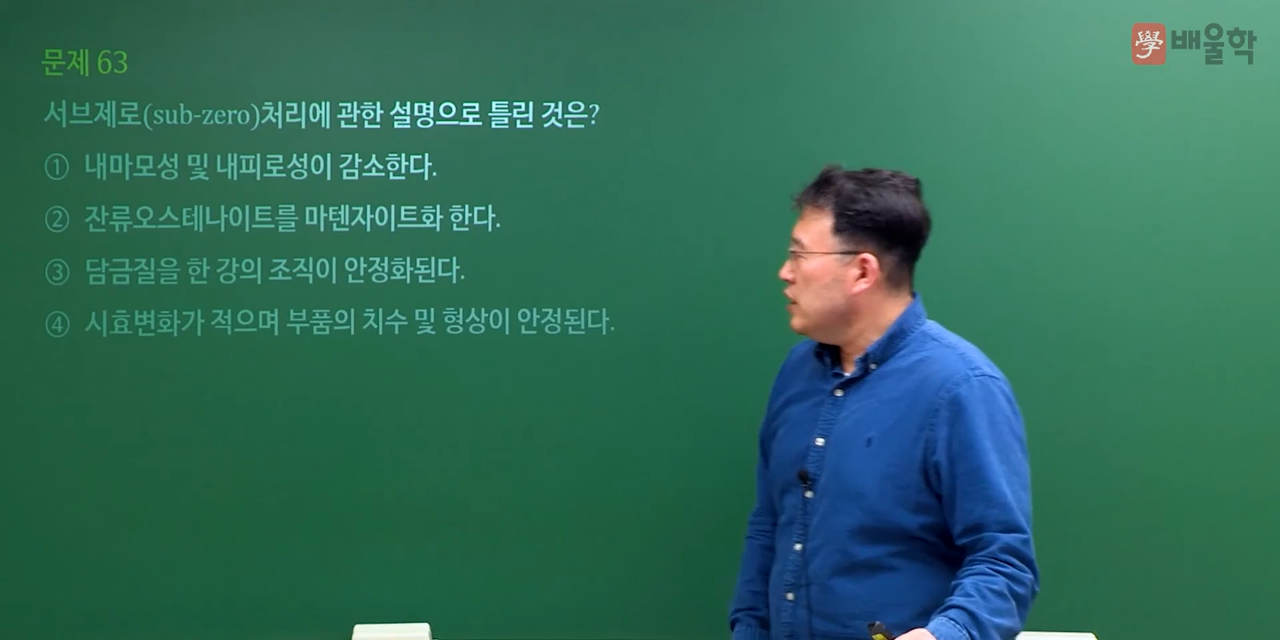 學배울학
문제 63
서브제로(sub-zero)처리에 관한 설명으로 틀린 것은?
① 내마모성 및 내피로성이 감소한다.
② 잔류오스테나이트를 마텐자이트화 한다.
③ 담금질을 한 강의 조직이 안정화된다.
④ 시효변화가 적으며 부품의 치수 및 형상이 안정된다.